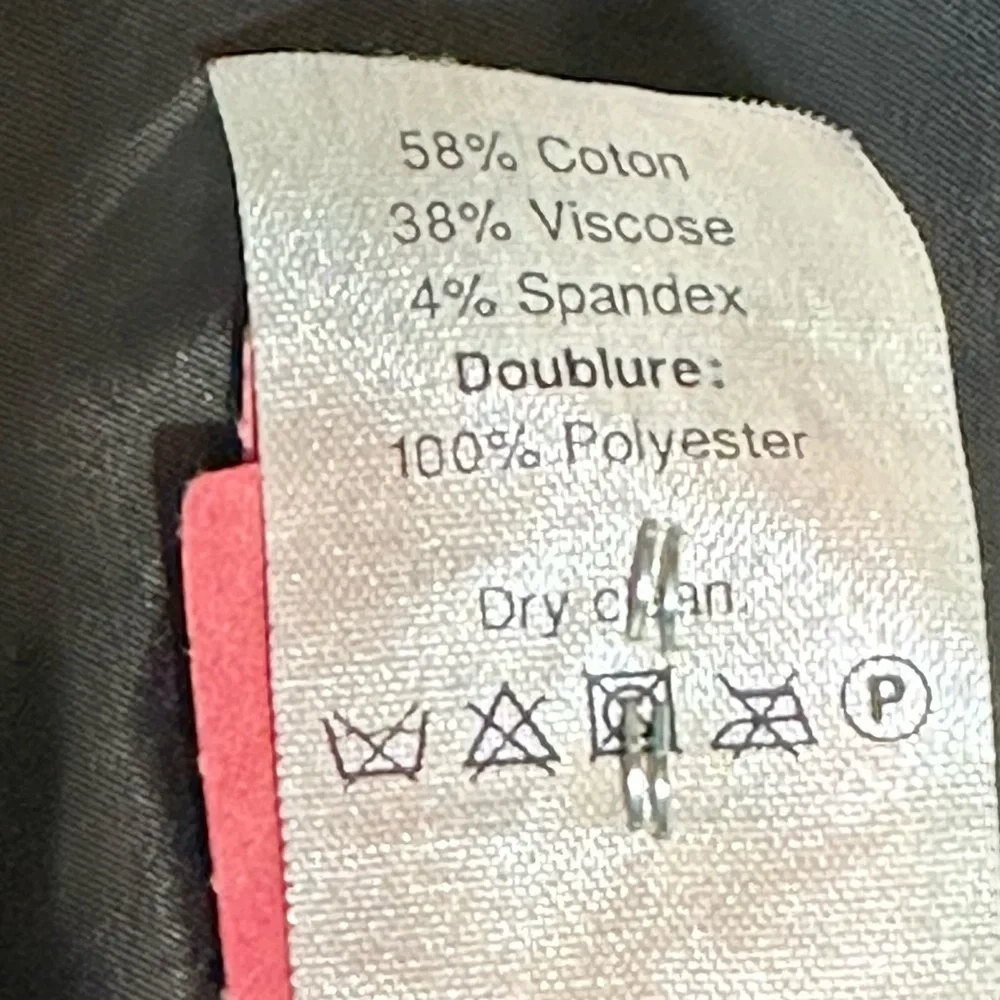 58% Coton
38% Viscose
4% Spandex
Doublure:
100% Polyester
Dry clean.
P